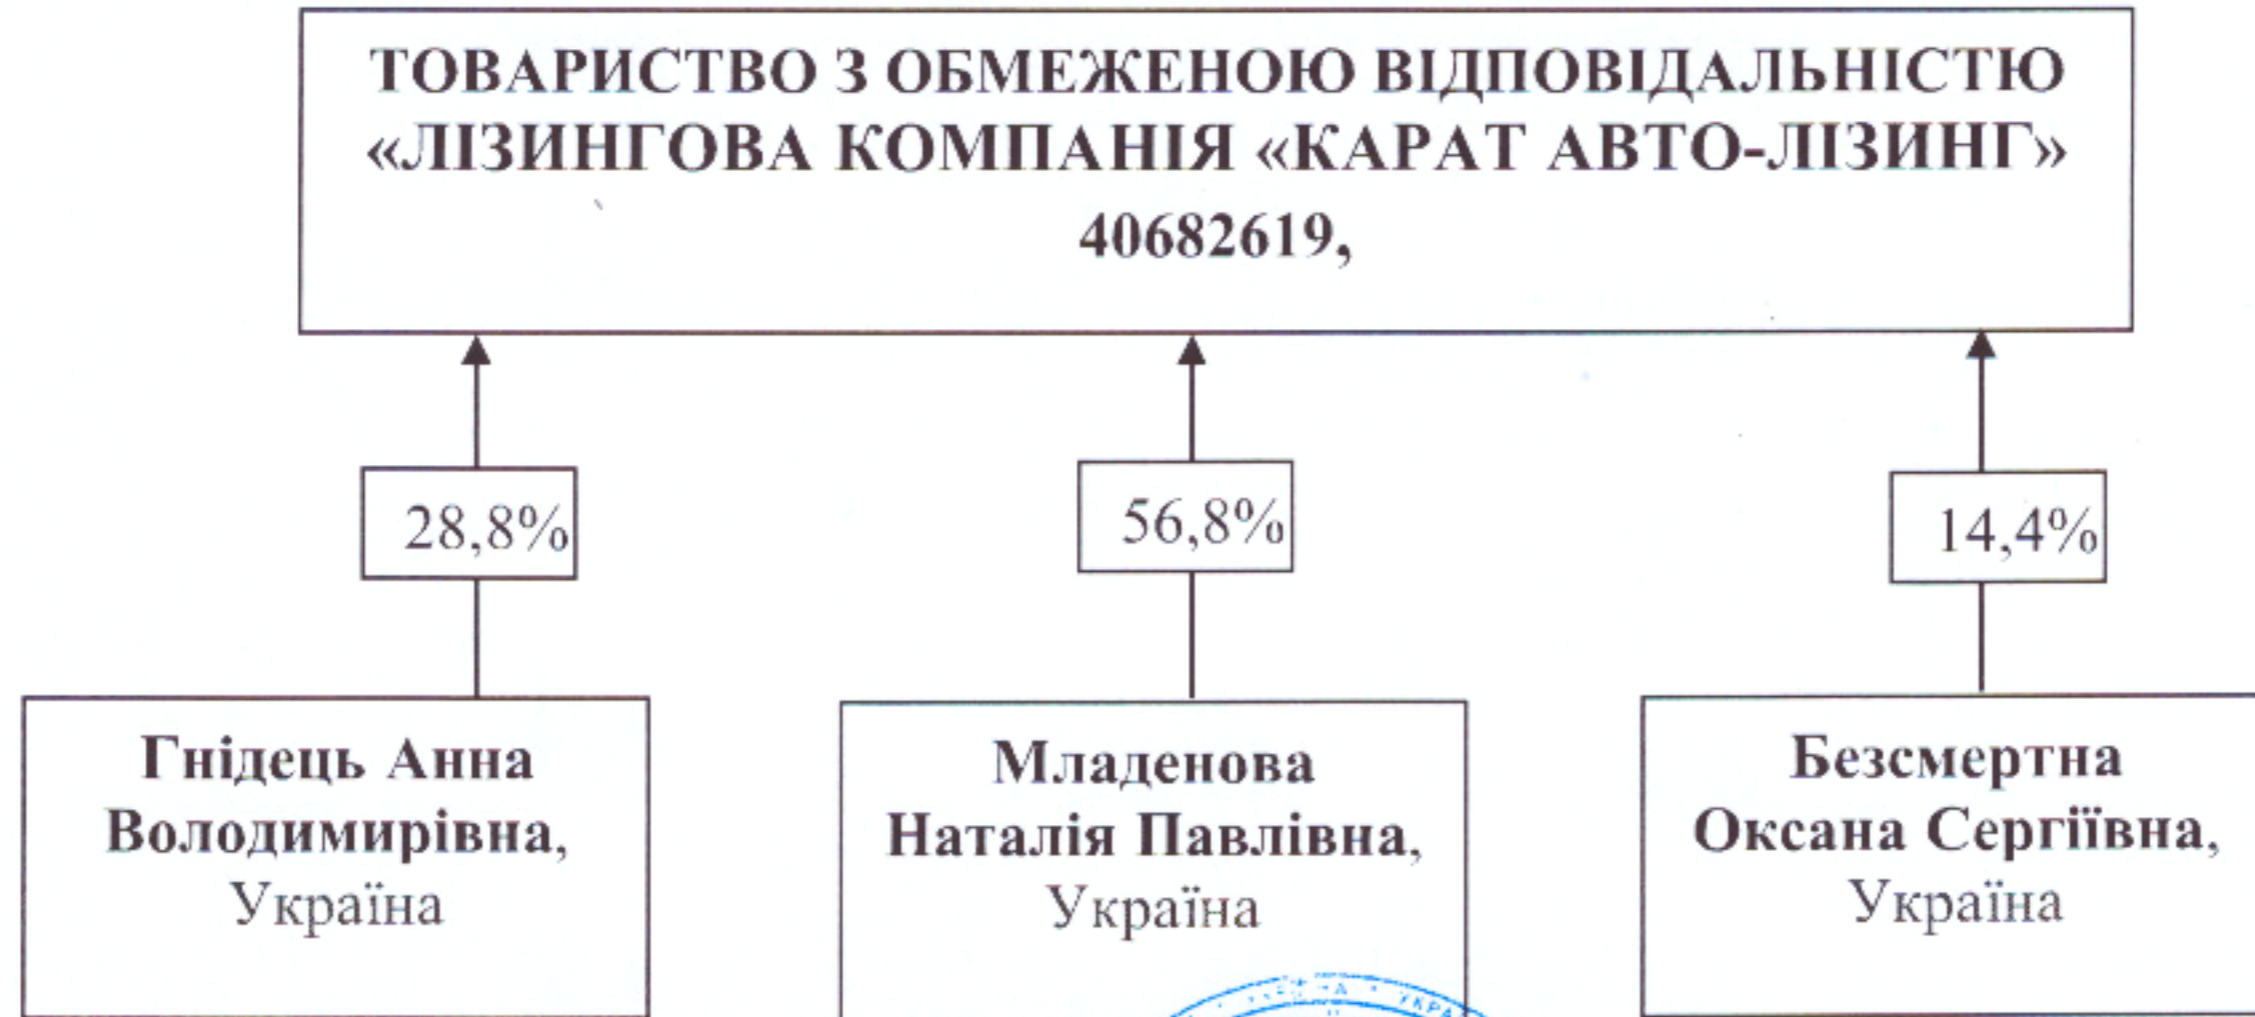 ТОВАРИСТВО З ОБМЕЖЕНОЮ ВІДПОВІДАЛЬНІСТЮ
«ЛІЗИНГОВА КОМПАНІЯ «КАРАТ АВТО-ЛІЗИНГ»
40682619,
28,8%
56,8%
14,4%
Гнідець Анна
Володимирівна,
Україна
Младенова
Наталія Павлівна,
Україна
Безсмертна
Оксана Сергіївна,
Україна